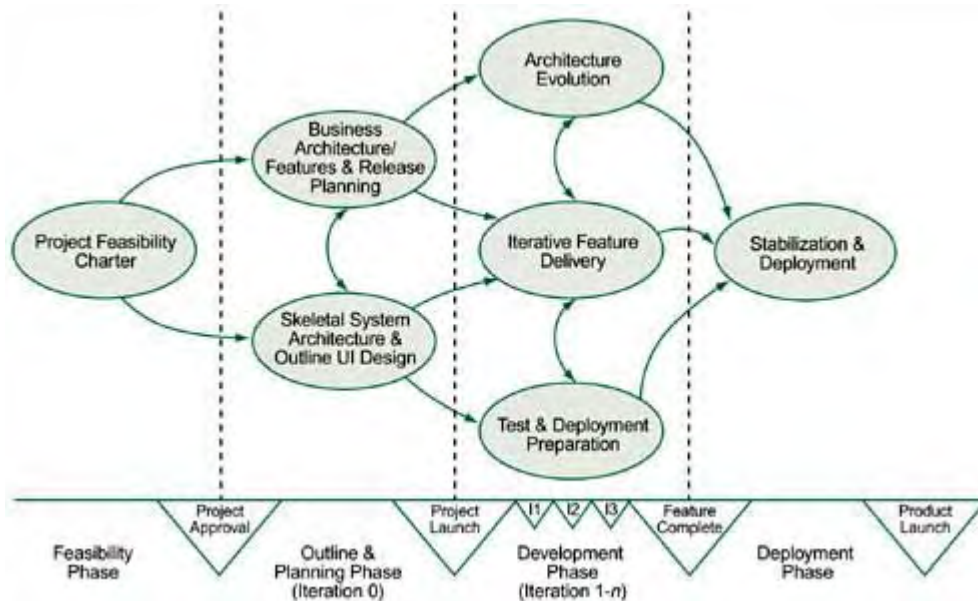 Architecture
Evolution
Business
Architecture/
Features & Release
Planning
Project Feasibility
Charter
Iterative Feature
Delivery
Stabilization &
Deployment
Skeletal System
Architecture &
Outline UI Design
Test & Deployment
Preparation
Project
Approval
Project
Launch
I1
I2
I3
Feature
Complete
Product
Launch
Feasibility
Phase
Outline &
Planning Phase
(Iteration 0)
Development
Phase
(Iteration 1-n)
Deployment
Phase